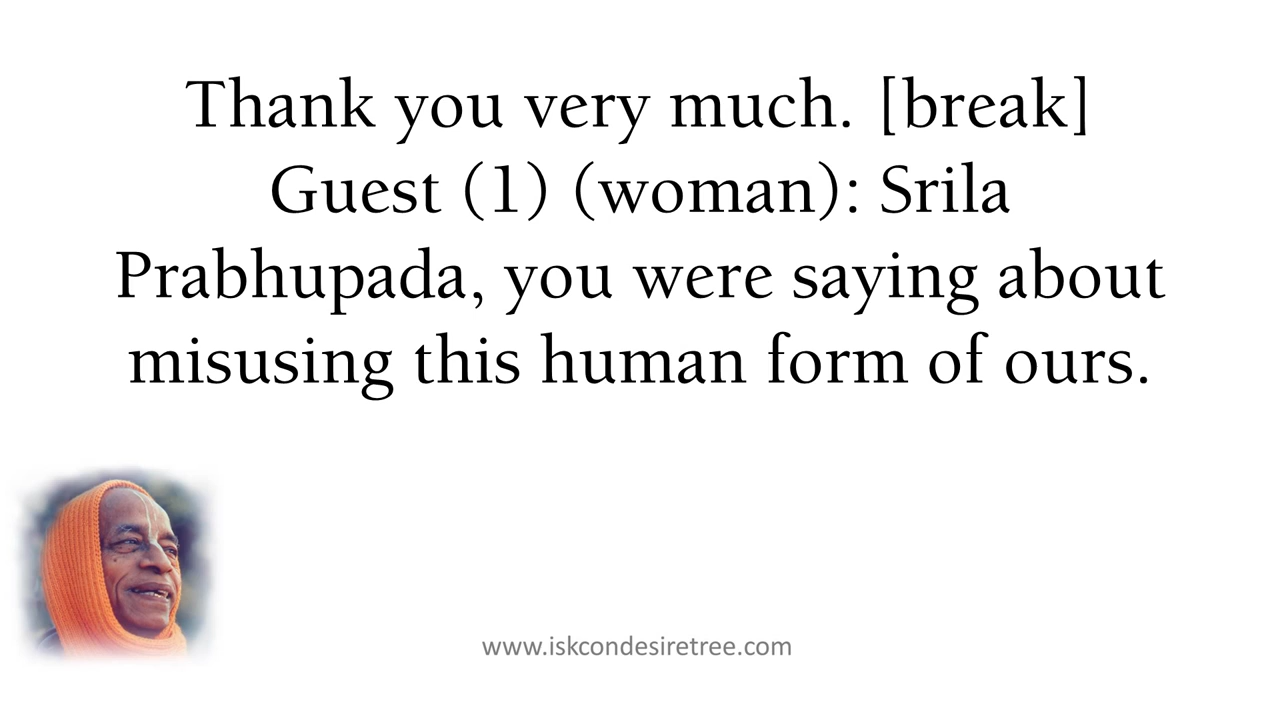 Thank you very much. [break]
Guest (1) (woman): Srila
Prabhupada, you were saying about
misusing this human form of ours.
www.iskcondesiretree.com